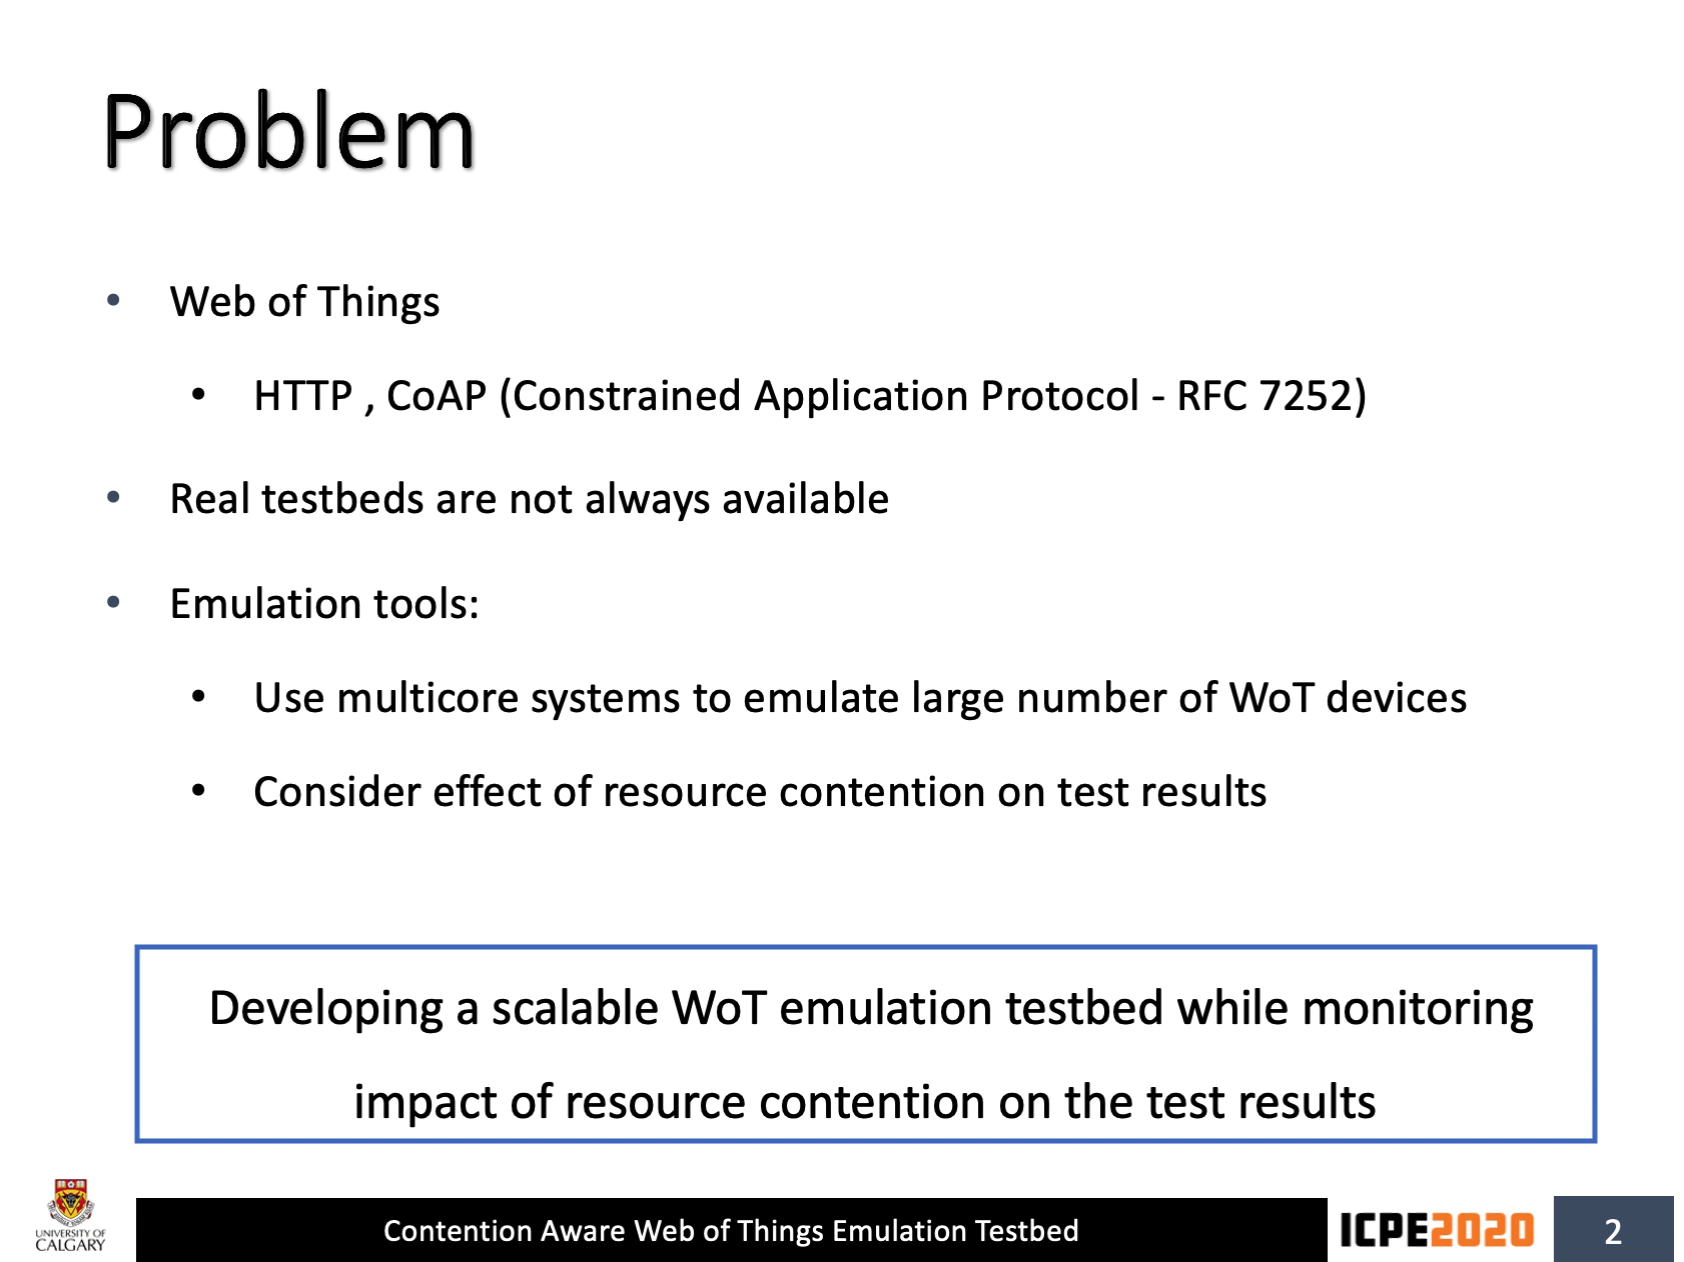 Problem
• Web of Things
• HTTP , CoAP (Constrained Application Protocol - RFC 7252)
• Real testbeds are not always available
• Emulation tools:
• Use multicore systems to emulate large number of WoT devices
• Consider effect of resource contention on test results
Developing a scalable WoT emulation testbed while monitoring
impact of resource contention on the test results
UNIVERSITY OF
CALGARY
Contention Aware Web of Things Emulation Testbed
ICPE2020
2